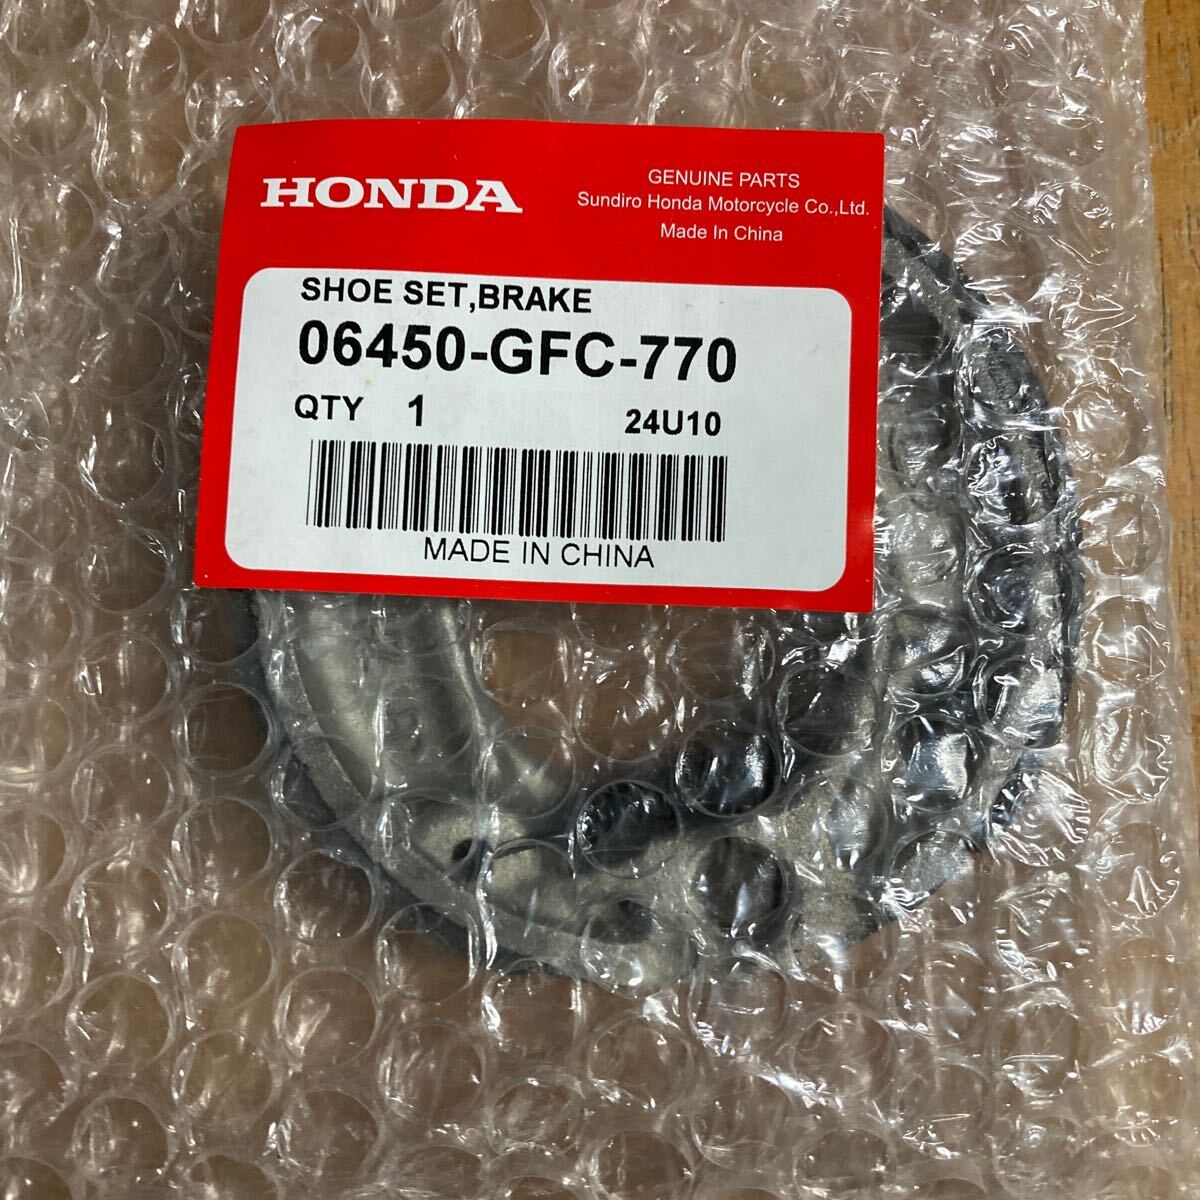 HONDA
GENUINE PARTS
Sundiro Honda Motorcycle Co.,Ltd.
Made In China
SHOE SET,BRAKE
06450-GFC-770
QTY 1 24U10
MADE IN CHINA